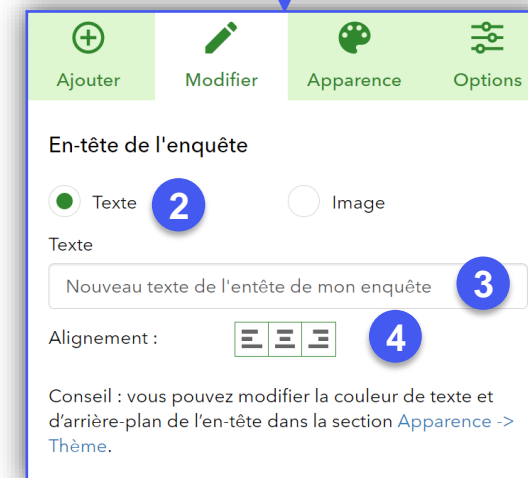 Ajouter Modifier Apparence Options
En-tête de l'enquête
Texte 2 Image
Texte
Nouveau texte de l'entête de mon enquête 3
Alignement : 4
Conseil : vous pouvez modifier la couleur de texte et
d’arrière-plan de l’en-tête dans la section Apparence ->
Thème.